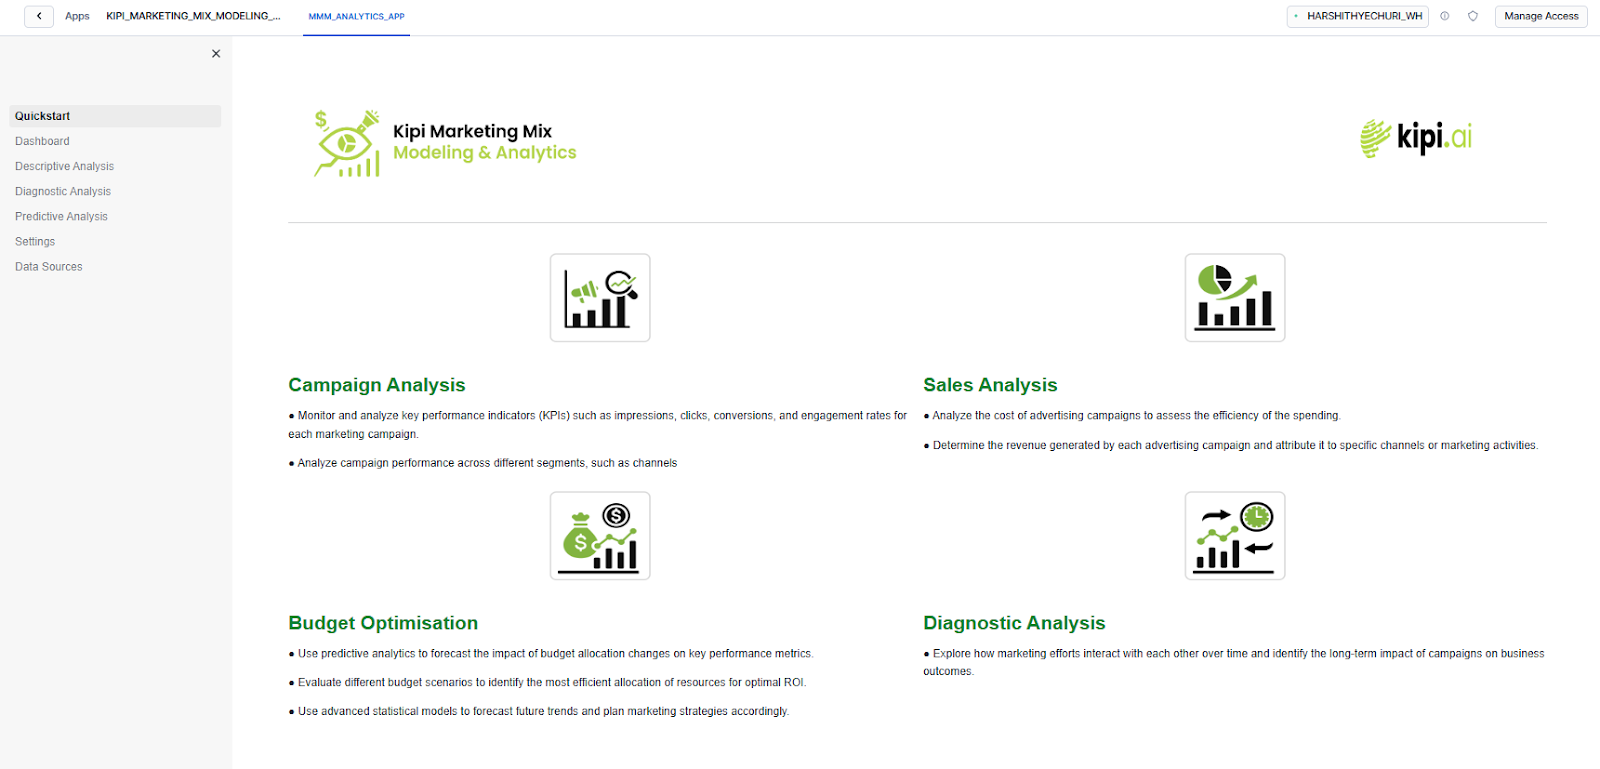 Apps KIPI_MARKETING_MIX_MODELING_... MMM_ANALYTICS_APP HARSHITHYECHURI_WH Manage Access
Quickstart
Dashboard
Descriptive Analysis
Diagnostic Analysis
Predictive Analysis
Settings
Data Sources
Kipi Marketing Mix
Modeling & Analytics
kipi.ai
Campaign Analysis
● Monitor and analyze key performance indicators (KPIs) such as impressions, clicks, conversions, and engagement rates for
each marketing campaign.
● Analyze campaign performance across different segments, such as channels
Sales Analysis
● Analyze the cost of advertising campaigns to assess the efficiency of the spending.
● Determine the revenue generated by each advertising campaign and attribute it to specific channels or marketing activities.
Budget Optimisation
● Use predictive analytics to forecast the impact of budget allocation changes on key performance metrics.
● Evaluate different budget scenarios to identify the most efficient allocation of resources for optimal ROI.
● Use advanced statistical models to forecast future trends and plan marketing strategies accordingly.
Diagnostic Analysis
● Explore how marketing efforts interact with each other over time and identify the long-term impact of campaigns on business
outcomes.